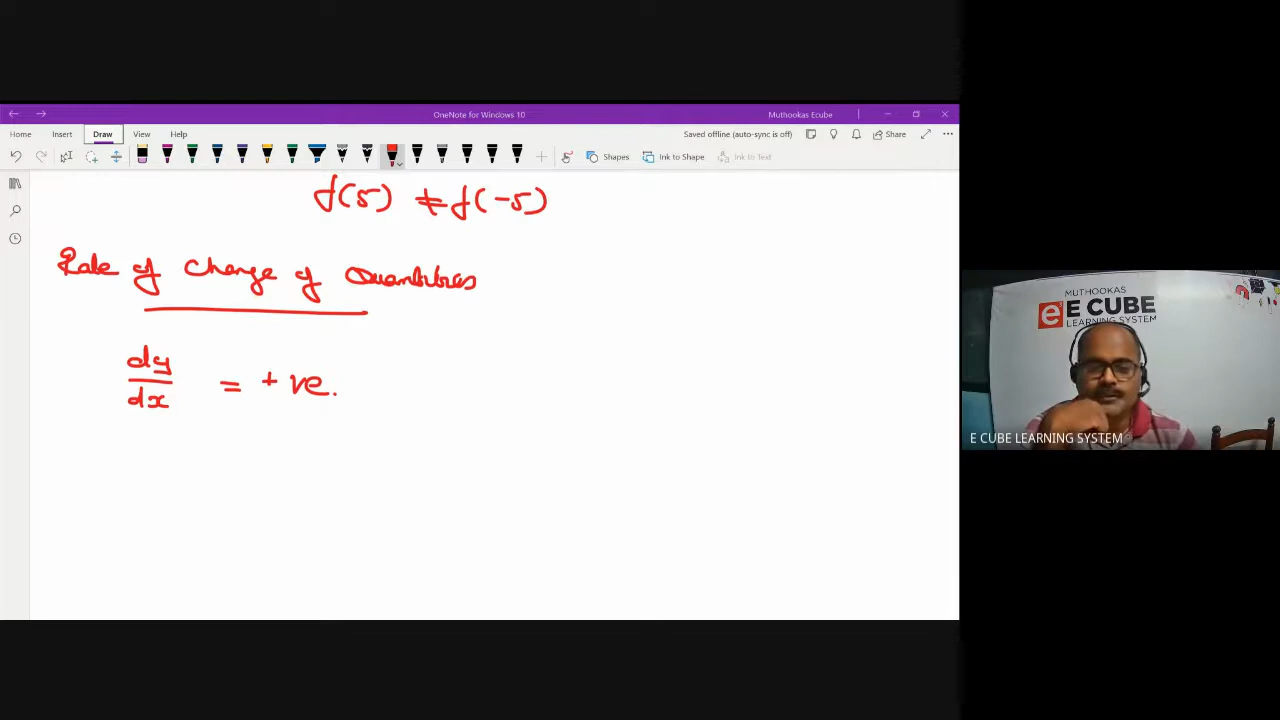 OneNote for Windows 10
Muthookas Ecube
Home Insert Draw View Help
Saved offline (auto-sync is off)
Share
Shapes
Ink to Shape
Ink to Text
f(5) ≠ f(-5)
Rate of Change of Quantities
dy
dx
= + ve.
MUTHOOKAS
e E CUBE
LEARNING SYSTEM
E CUBE LEARNING SYSTEM